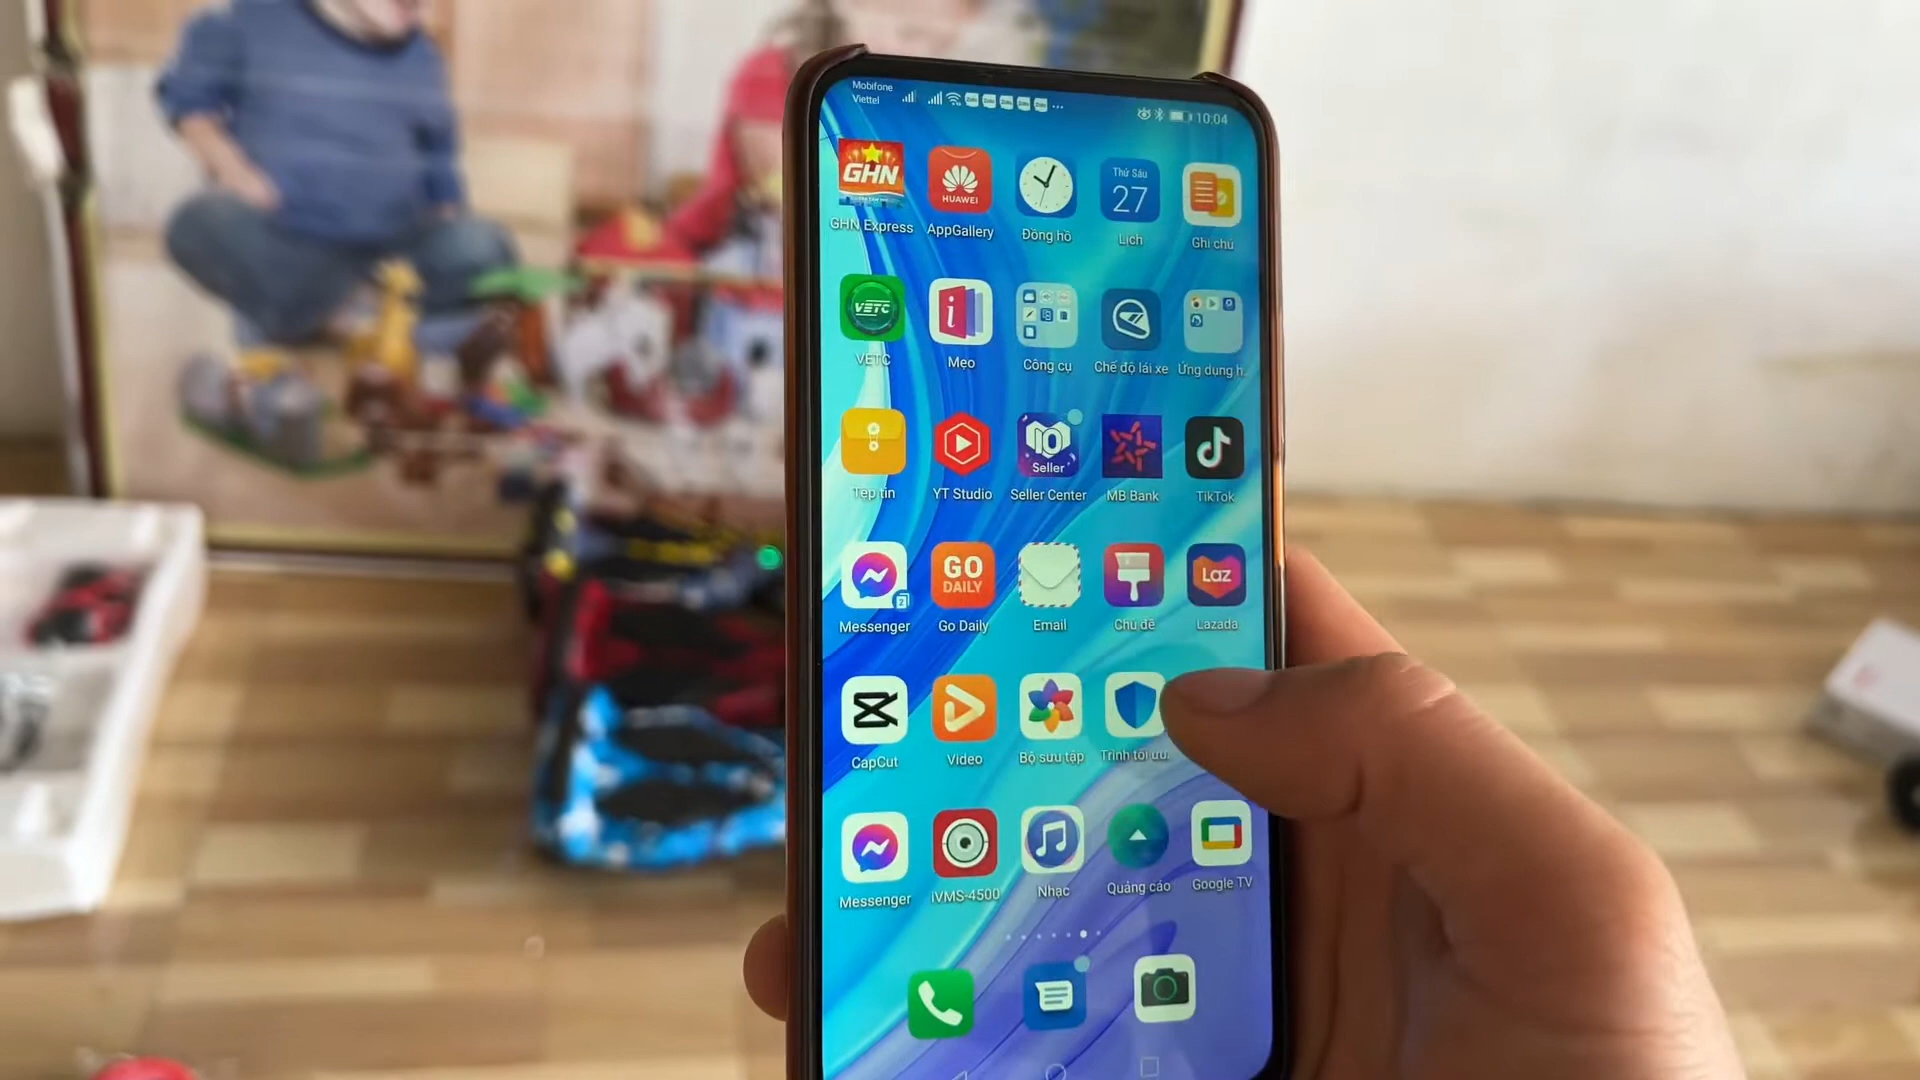 Mobifone
Viettel
10:04
GHN
HUAWEI
Thứ Sáu
27
GHN Express
AppGallery
Đồng hồ
Lịch
Ghi chú
VETC
i
VETC
Mẹo
Công cụ
Chế độ lái xe
Ứng dụng h..
Seller
Tệp tin
YT Studio
Seller Center
MB Bank
TikTok
GO
DAILY
Laz
Messenger
Go Daily
Email
Chủ đề
Lazada
CapCut
Video
Bộ sưu tập
Trình tối ưu..
Messenger
iVMS-4500
Nhạc
Quảng cáo
Google TV